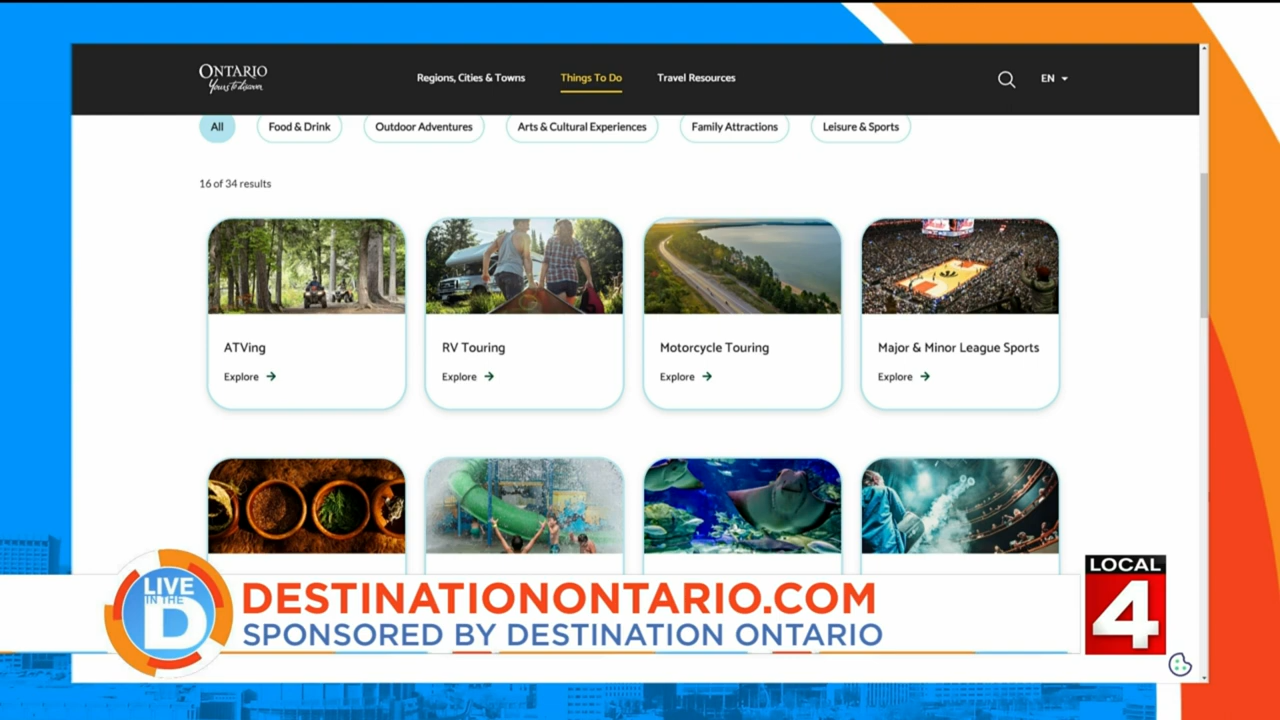 ONTARIO
Yours to discover
Regions, Cities & Towns
Things To Do
Travel Resources
EN
All
Food & Drink
Outdoor Adventures
Arts & Cultural Experiences
Family Attractions
Leisure & Sports
16 of 34 results
ATVing
Explore →
RV Touring
Explore →
Motorcycle Touring
Explore →
Major & Minor League Sports
Explore →
LIVE
IN THE
D
DESTINATIONONTARIO.COM
SPONSORED BY DESTINATION ONTARIO
LOCAL
4